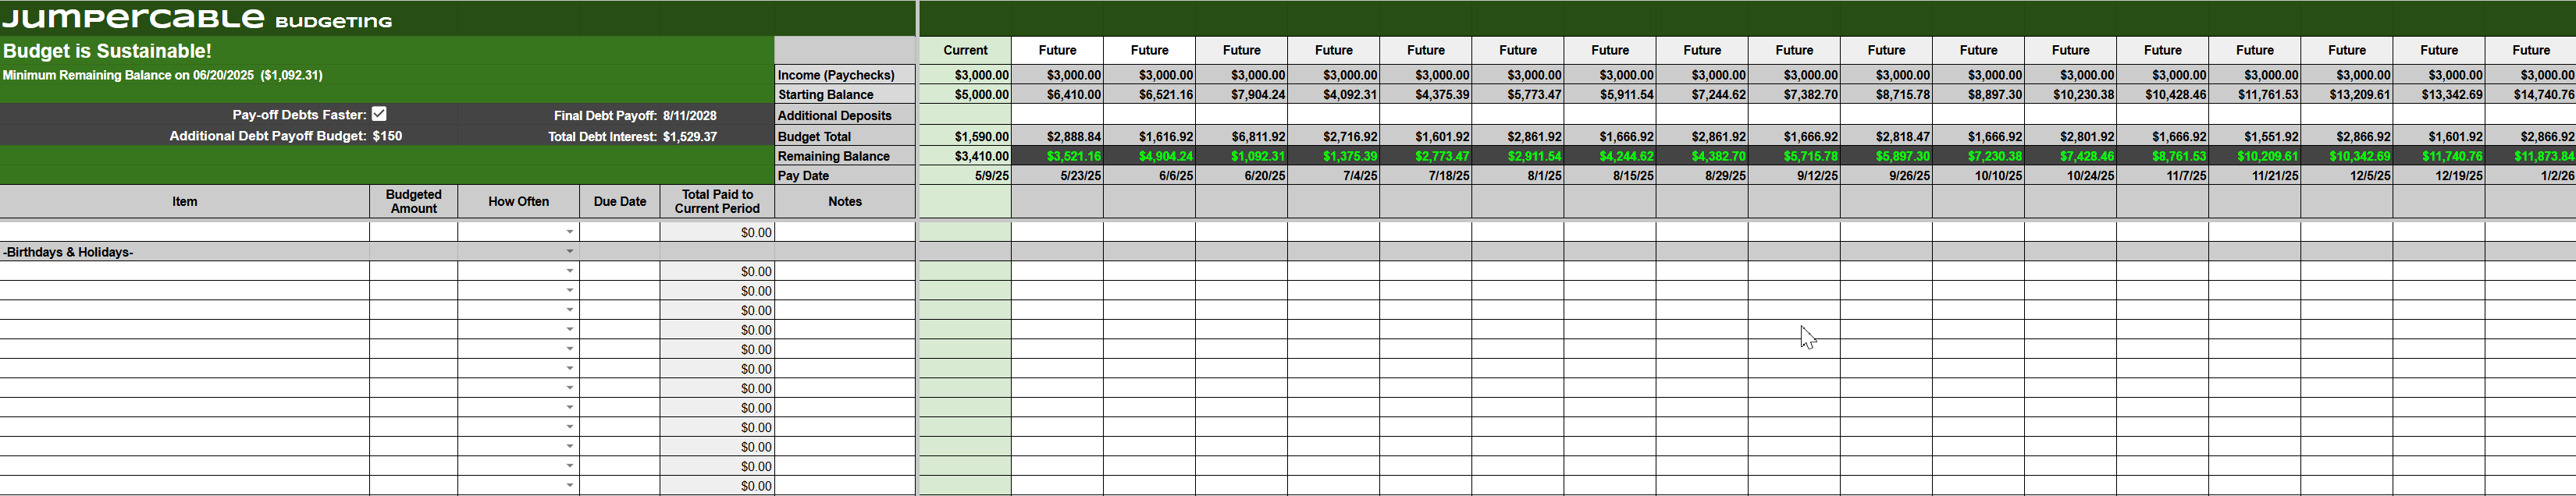 Jumpercable Budgeting
Budget is Sustainable! Current Future Future Future Future Future Future Future Future Future Future Future Future Future Future Future Future Future
Minimum Remaining Balance on 06/20/2025 ($1,092.31) Income (Paychecks) $3,000.00 $3,000.00 $3,000.00 $3,000.00 $3,000.00 $3,000.00 $3,000.00 $3,000.00 $3,000.00 $3,000.00 $3,000.00 $3,000.00 $3,000.00 $3,000.00 $3,000.00 $3,000.00 $3,000.00 $3,000.00
Starting Balance $5,000.00 $6,410.00 $6,521.16 $7,904.24 $4,092.31 $4,375.39 $5,773.47 $5,911.54 $7,244.62 $7,382.70 $8,715.78 $8,897.30 $10,230.38 $10,428.46 $11,761.53 $13,209.61 $13,342.69 $14,740.76
Pay-off Debts Faster: Final Debt Payoff: 8/11/2028 Additional Deposits
Additional Debt Payoff Budget: $150 Total Debt Interest: $1,529.37 Budget Total $1,590.00 $2,888.84 $1,616.92 $6,811.92 $2,716.92 $1,601.92 $2,861.92 $1,666.92 $2,861.92 $1,666.92 $2,818.47 $1,666.92 $2,801.92 $1,666.92 $1,551.92 $2,866.92 $1,601.92 $2,866.92
Remaining Balance $3,410.00 $3,521.16 $4,904.24 $1,092.31 $1,375.39 $2,773.47 $2,911.54 $4,244.62 $4,382.70 $5,715.78 $5,897.30 $7,230.38 $7,428.46 $8,761.53 $10,209.61 $10,342.69 $11,740.76 $11,873.84
Pay Date 5/9/25 5/23/25 6/6/25 6/20/25 7/4/25 7/18/25 8/1/25 8/15/25 8/29/25 9/12/25 9/26/25 10/10/25 10/24/25 11/7/25 11/21/25 12/5/25 12/19/25 1/2/26
Item Budgeted Amount How Often Due Date Total Paid to Current Period Notes
$0.00
-Birthdays & Holidays-
$0.00
$0.00
$0.00
$0.00
$0.00
$0.00
$0.00
$0.00
$0.00
$0.00
$0.00
$0.00